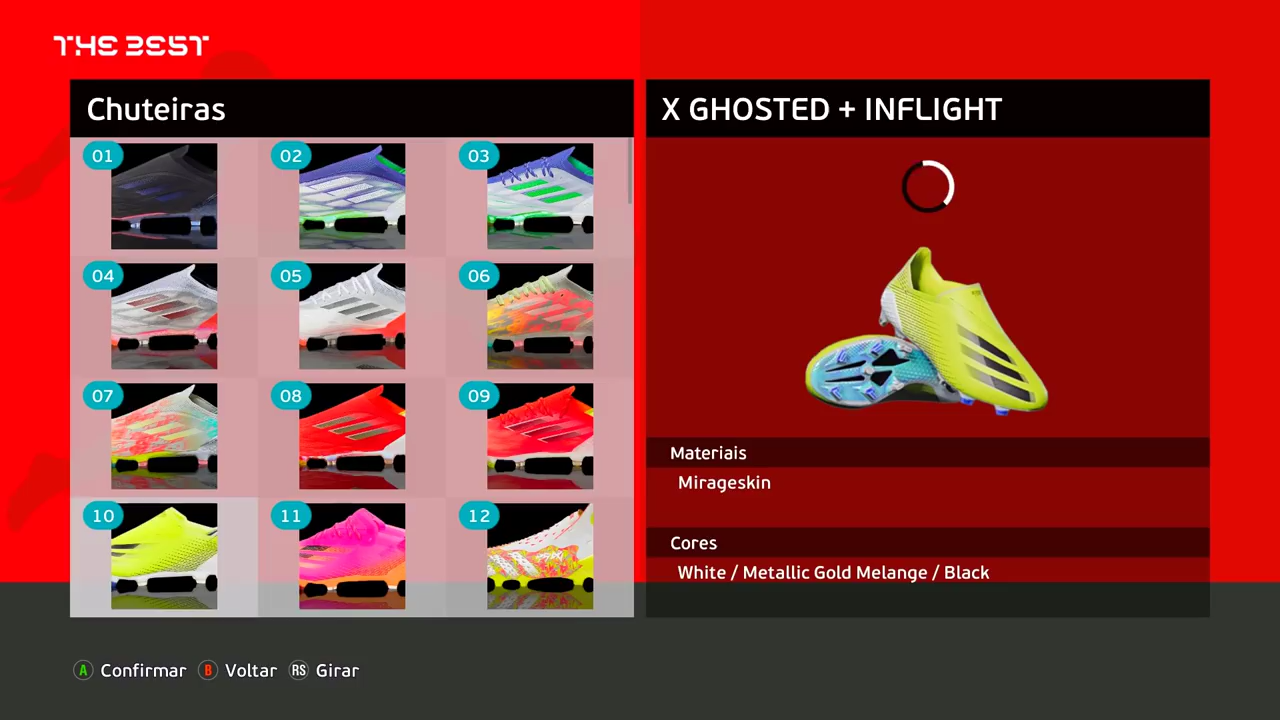 THE BEST
Chuteiras
X GHOSTED + INFLIGHT
01
02
03
04
05
06
07
08
09
10
11
12
Materiais
Mirageskin
Cores
White / Metallic Gold Melange / Black
A Confirmar B Voltar RS Girar